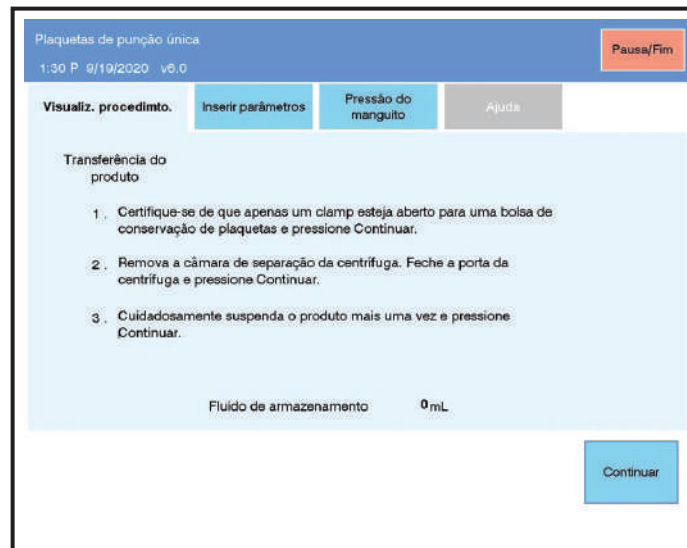 Plaquetas de punção única
Pausa/Fim
1:30 P 9/19/2020 v6.0
Visualiz. procedimto.
Inserir parâmetros
Pressão do
manguito
Ajuda
Transferência do
produto
1. Certifique-se de que apenas um clamp esteja aberto para uma bolsa de
conservação de plaquetas e pressione Continuar.
2. Remova a câmara de separação da centrífuga. Feche a porta da
centrífuga e pressione Continuar.
3. Cuidadosamente suspenda o produto mais uma vez e pressione
Continuar.
Fluido de armazenamento 0 mL
Continuar